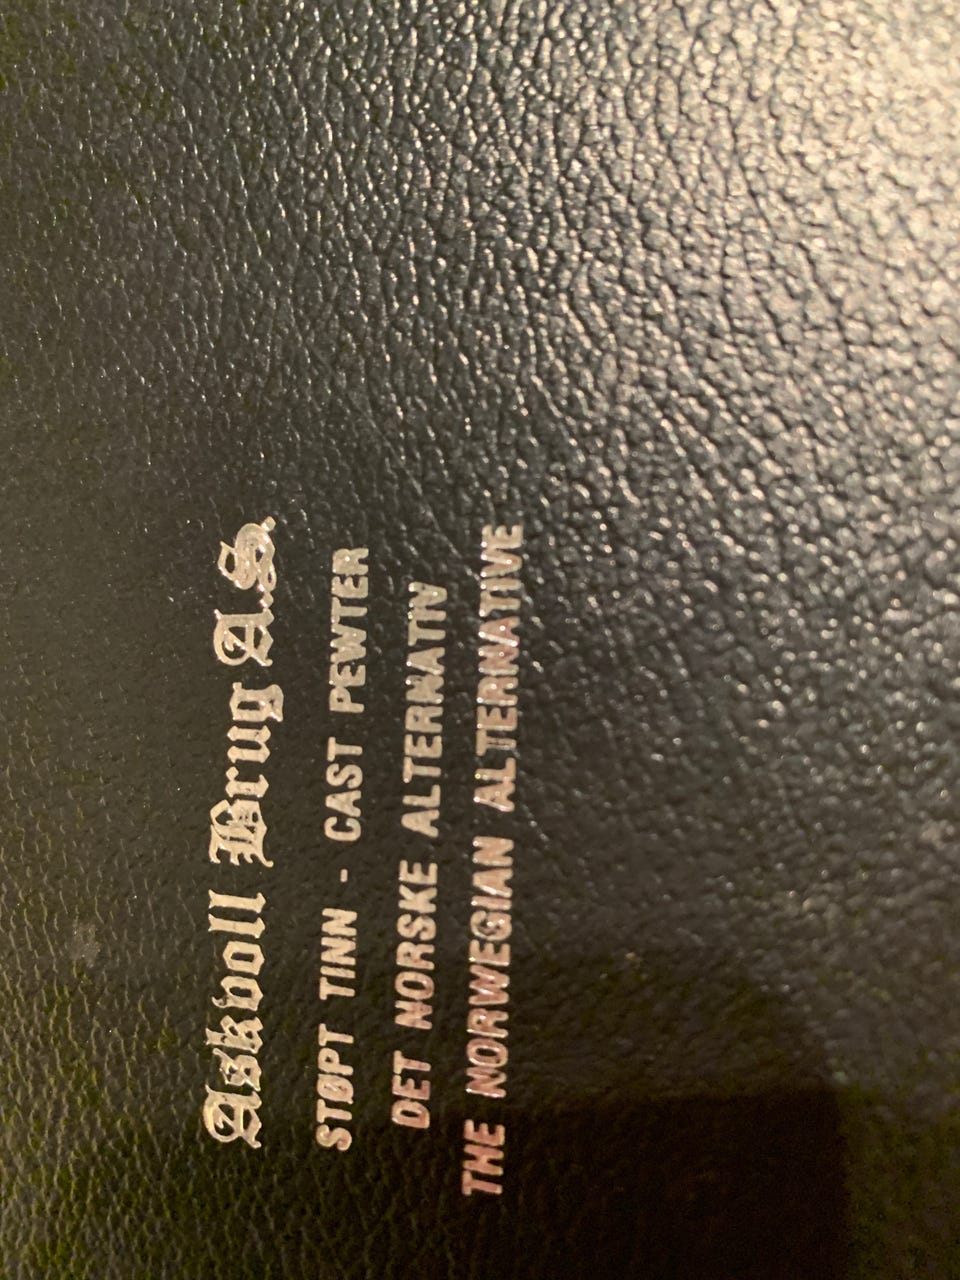 Askvoll Brug A.S.
STØPT TINN - CAST PEWTER
DET NORSKE ALTERNATIV
THE NORWEGIAN ALTERNATIVE